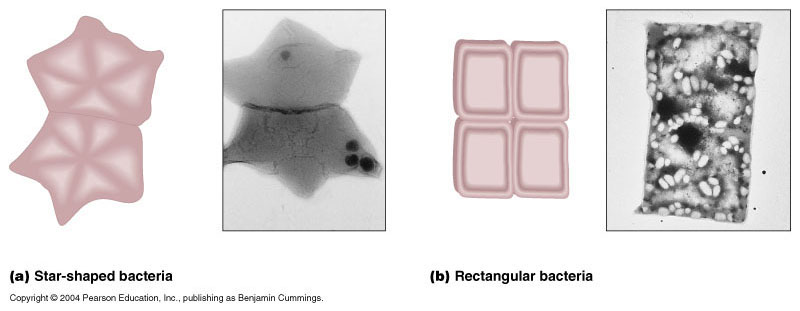 (a) Star-shaped bacteria
(b) Rectangular bacteria
Copyright © 2004 Pearson Education, Inc., publishing as Benjamin Cummings.